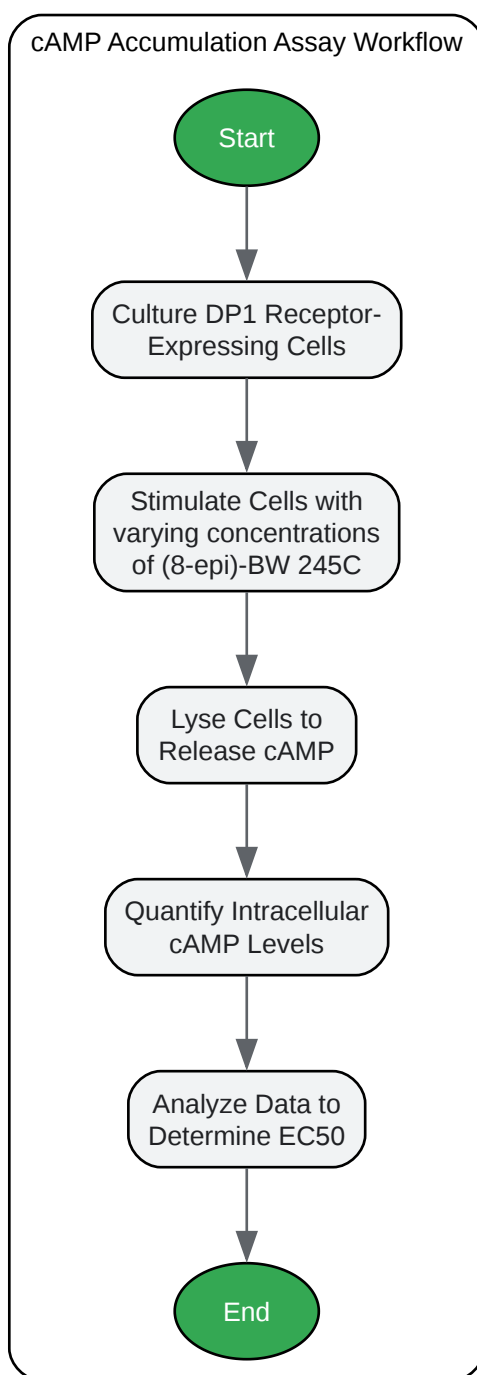 cAMP Accumulation Assay Workflow
Start
Culture DP1 Receptor-
Expressing Cells
Stimulate Cells with
varying concentrations
of (8-epi)-BW 245C
Lyse Cells to
Release cAMP
Quantify Intracellular
cAMP Levels
Analyze Data to
Determine EC50
End